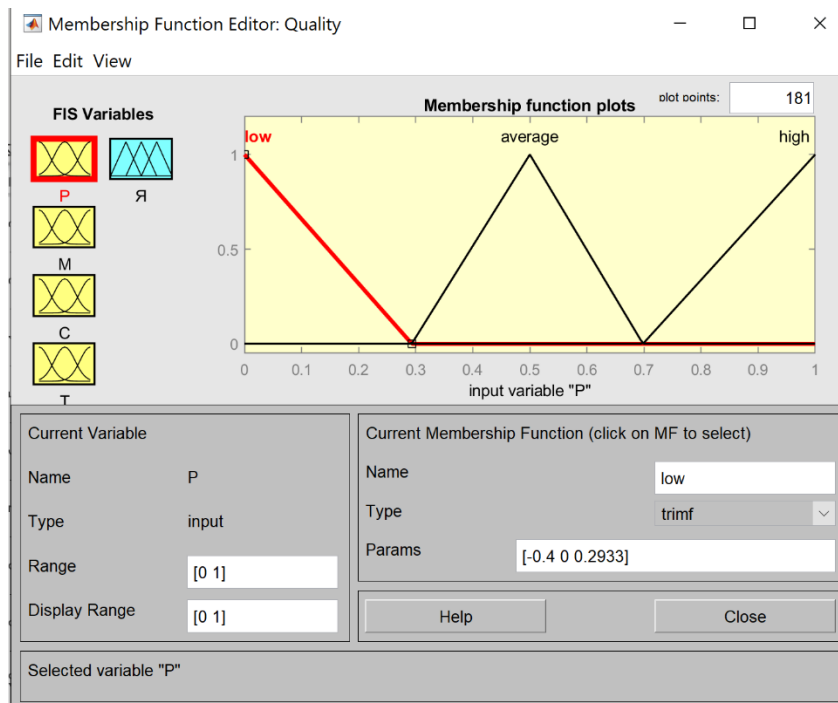 Membership Function Editor: Quality
File Edit View
FIS Variables
P
Я
M
C
T
Membership function plots
plot points:
181
low
average
high
1
0.5
0
0 0.1 0.2 0.3 0.4 0.5 0.6 0.7 0.8 0.9 1
input variable "P"
Current Variable
Name P
Type input
Range [0 1]
Display Range [0 1]
Current Membership Function (click on MF to select)
Name low
Type trimf
Params [-0.4 0 0.2933]
Help
Close
Selected variable "P"